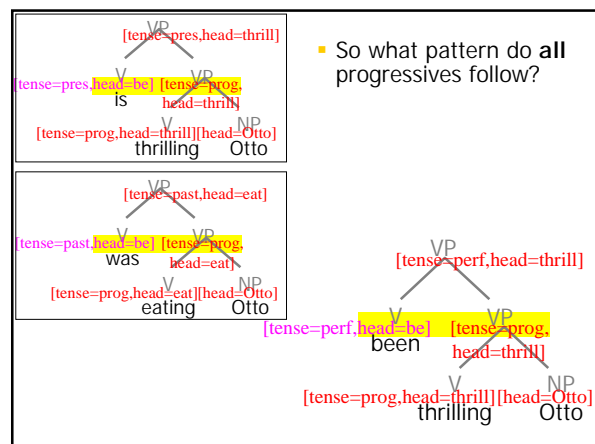 VP
[tense=pres,head=thrill]
V VP
[tense=pres,head=be] [tense=prog,
is head=thrill]
V NP
[tense=prog,head=thrill][head=Otto]
thrilling Otto
VP
[tense=past,head=eat]
V VP
[tense=past,head=be] [tense=prog,
was head=eat]
V NP
[tense=prog,head=eat][head=Otto]
eating Otto
So what pattern do all
progressives follow?
VP
[tense=perf,head=thrill]
V VP
[tense=perf,head=be] [tense=prog,
been head=thrill]
V NP
[tense=prog,head=thrill][head=Otto]
thrilling Otto